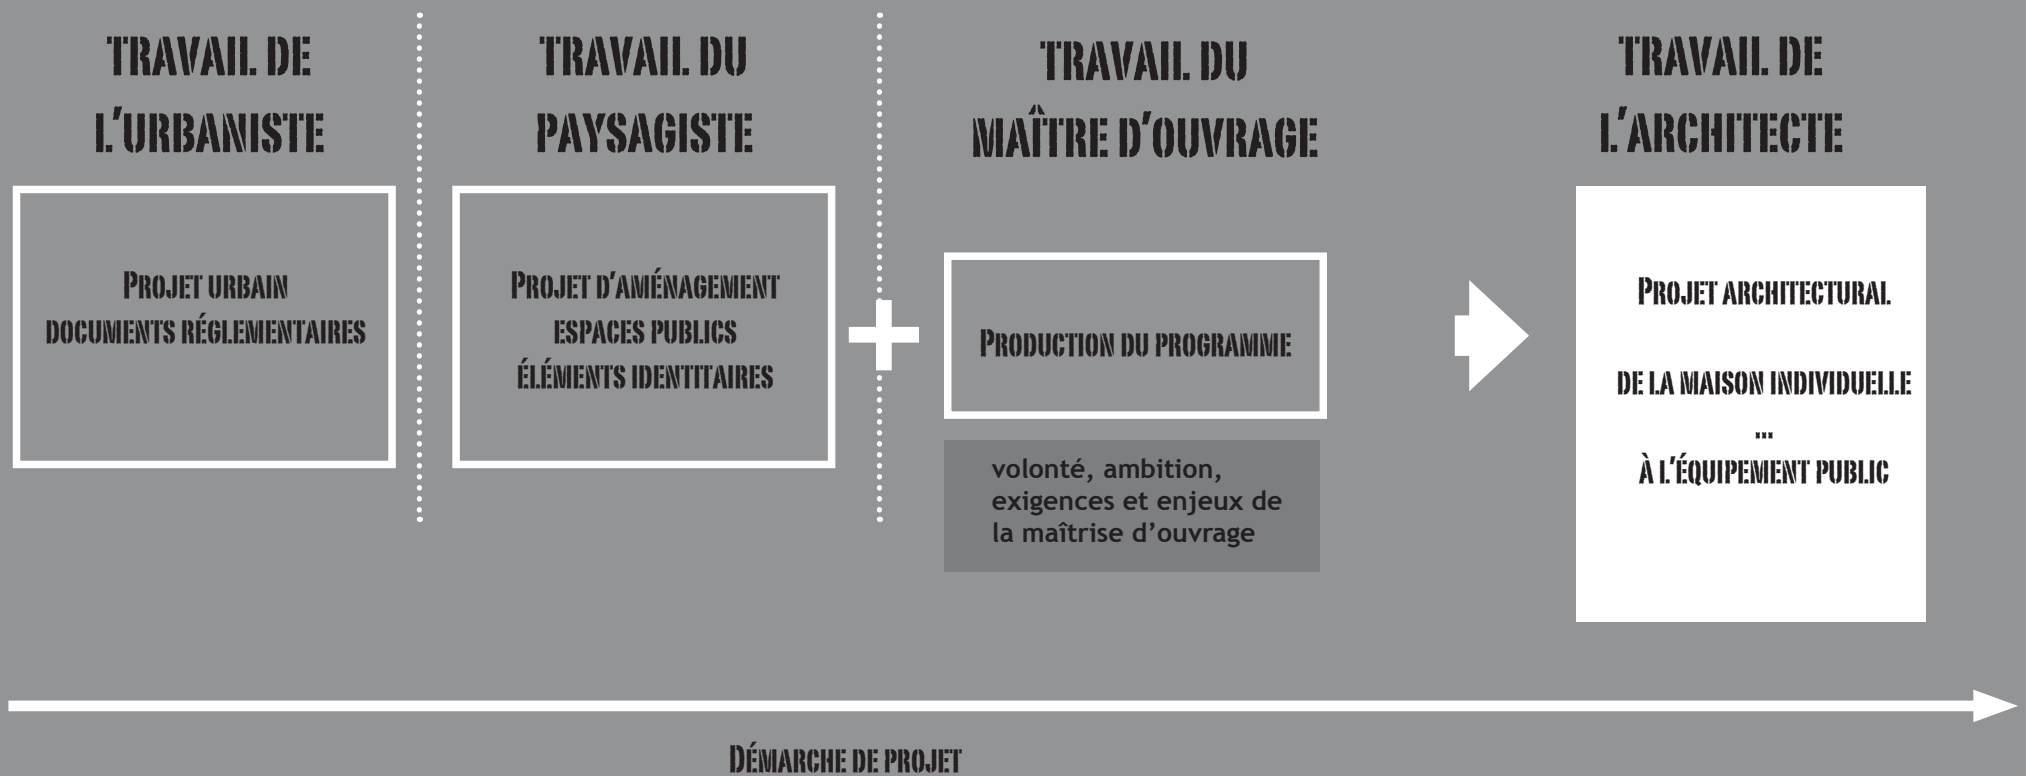 TRAVAIL DE
L'URBANISTE
PROJET URBAIN
DOCUMENTS RÉGLEMENTAIRES
TRAVAIL DU
PAYSAGISTE
PROJET D'AMÉNAGEMENT
ESPACES PUBLICS
ÉLÉMENTS IDENTITAIRES
TRAVAIL DU
MAÎTRE D'OUVRAGE
PRODUCTION DU PROGRAMME
volonté, ambition,
exigences et enjeux de
la maîtrise d'ouvrage
TRAVAIL DE
L'ARCHITECTE
PROJET ARCHITECTURAL
DE LA MAISON INDIVIDUELLE
...
À L'ÉQUIPEMENT PUBLIC
DÉMARCHE DE PROJET